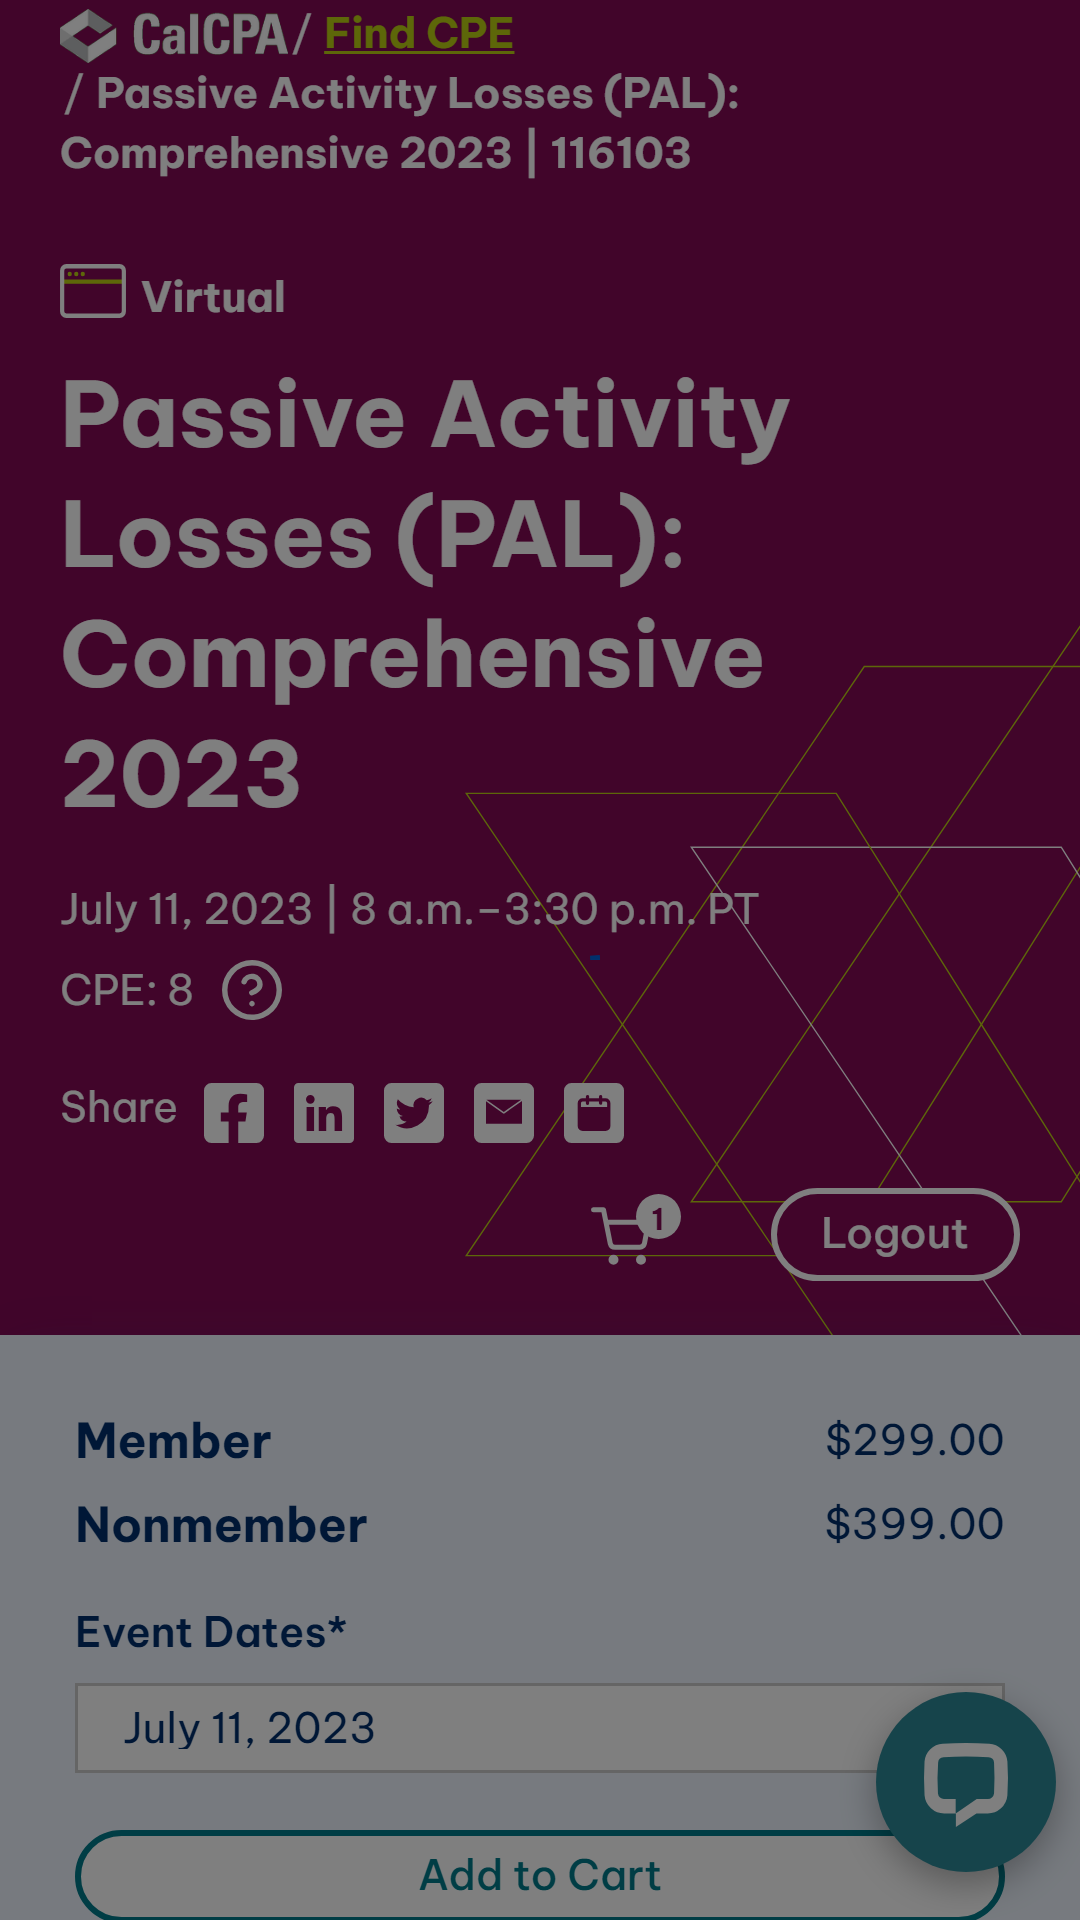 CalCPA / Find CPE
/ Passive Activity Losses (PAL):
Comprehensive 2023 | 116103
Virtual
Passive Activity
Losses (PAL):
Comprehensive
2023
July 11, 2023 | 8 a.m.–3:30 p.m. PT
CPE: 8 ?
Share
1
Logout
Member $299.00
Nonmember $399.00
Event Dates*
July 11, 2023
Add to Cart